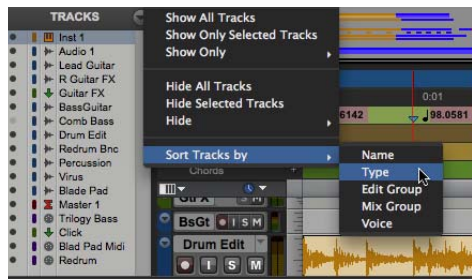 TRACKS
Inst 1
Audio 1
Lead Guitar
R Guitar FX
Guitar FX
BassGuitar
Comb Bass
Drum Edit
Redrum Bnc
Percussion
Virus
Blade Pad
Master 1
Trilogy Bass
Click
Blad Pad Midi
Redrum
Show All Tracks
Show Only Selected Tracks
Show Only
Hide All Tracks
Hide Selected Tracks
Hide
Sort Tracks by
Name
Type
Edit Group
Mix Group
Voice
0:01
6142
98.0581
Chords
BsGt
I S M
Drum Edit
I S M